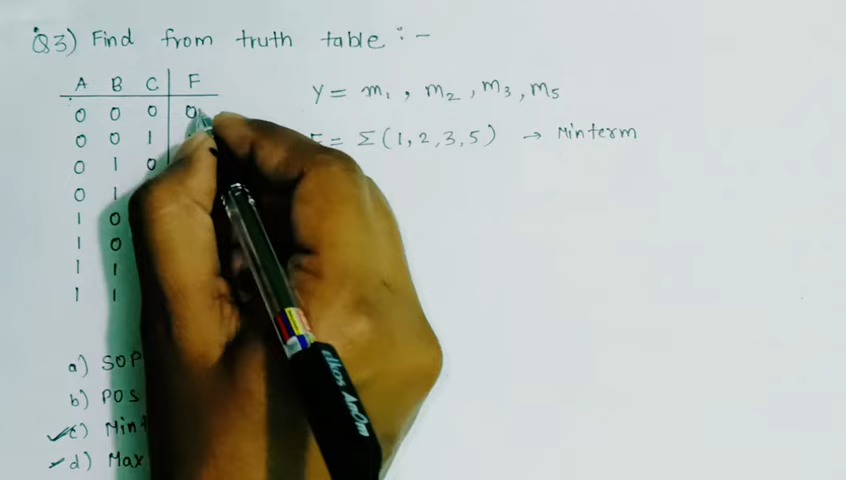 Q3) Find from truth table :-
A B C F
0 0 0 0
0 0 1
0 1 0
0 1
1 0
1 0
1 1
1 1
Y = m1, m2, m3, m5
= Σ(1,2,3,5) → Minterm
a) SOP
b) POS
c) Min
d) Max
elkos AnOm